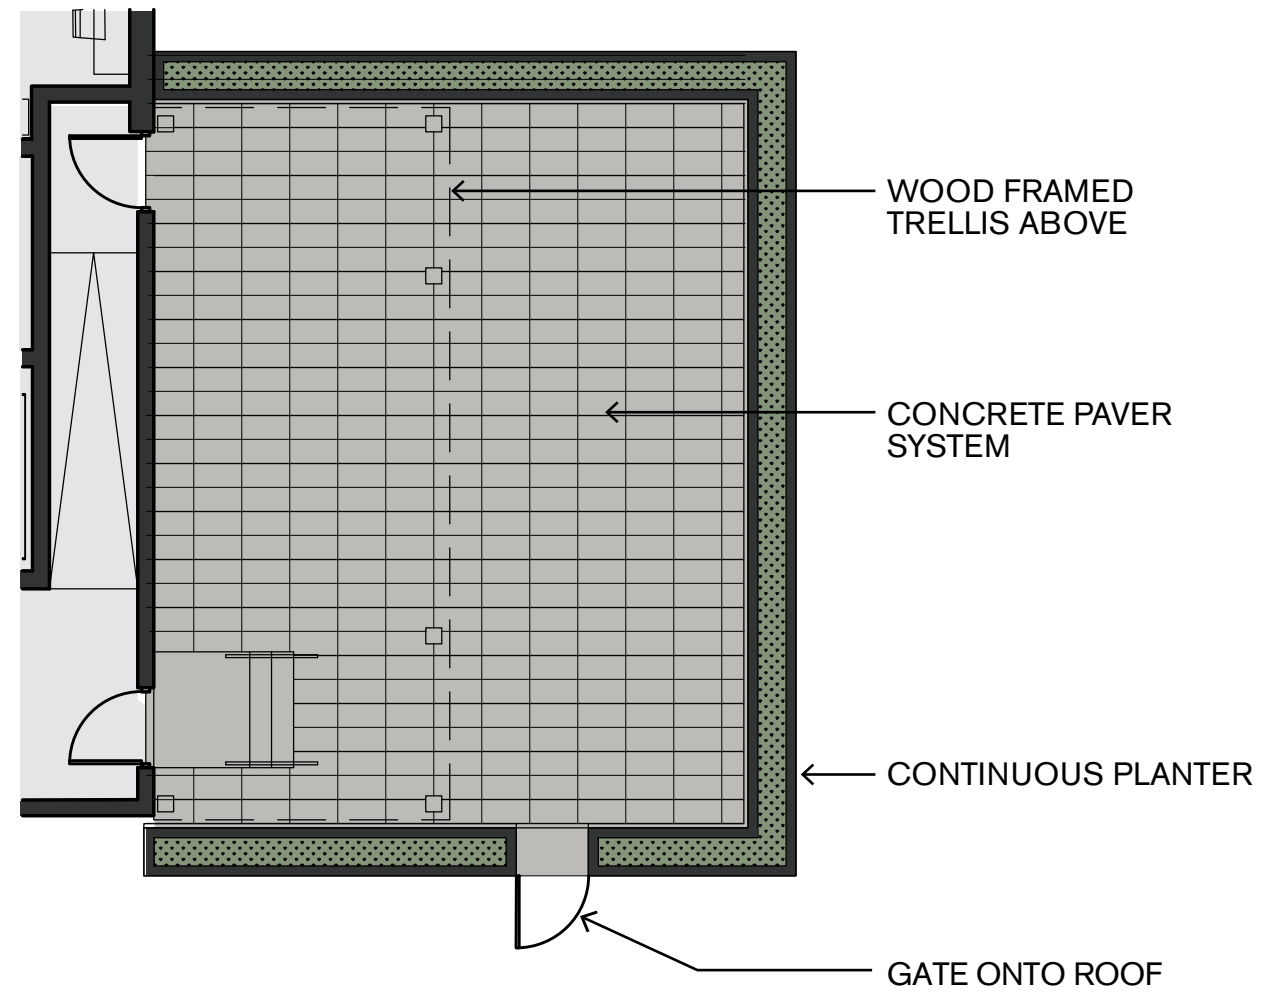 WOOD FRAMED
TRELLIS ABOVE
CONCRETE PAVER
SYSTEM
CONTINUOUS PLANTER
GATE ONTO ROOF